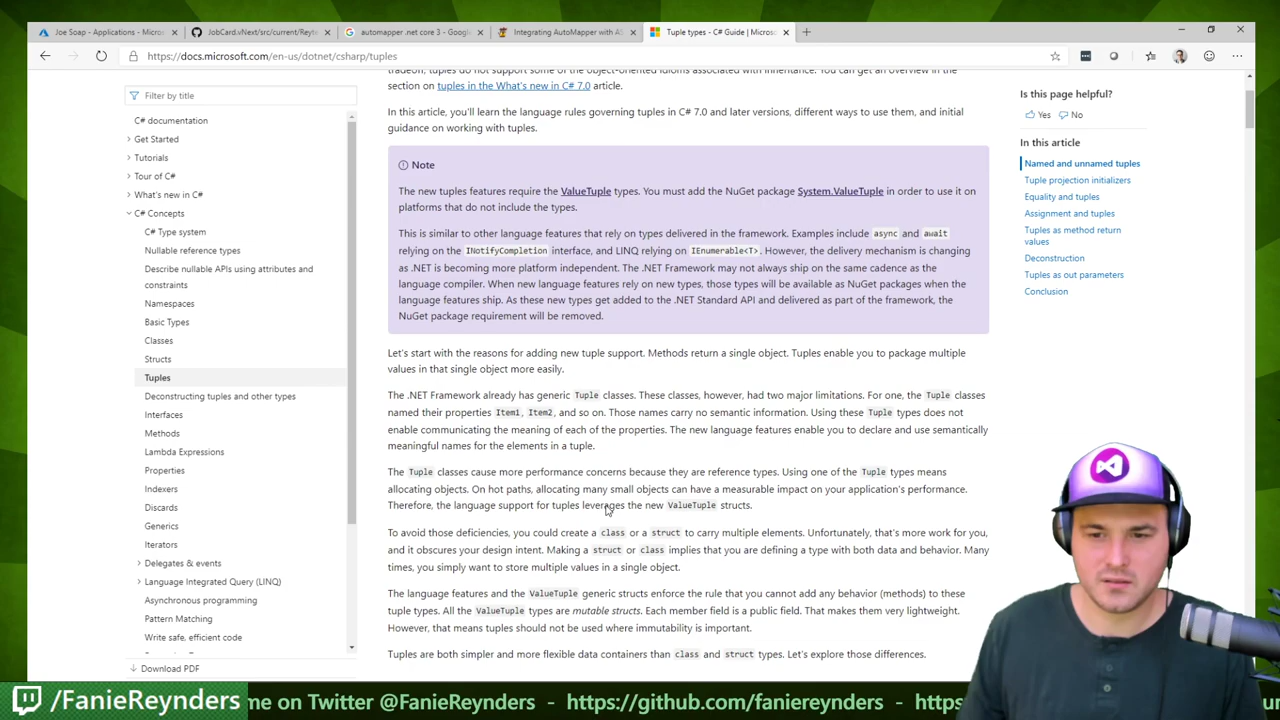 Joe Soap - Applications - Micros
JobCard.vNext/src/current/Reyte
automapper .net core 3 - Googl
Integrating AutoMapper with AS
Tuple types - C# Guide | Micros
https://docs.microsoft.com/en-us/dotnet/csharp/tuples
Filter by title
C# documentation
Get Started
Tutorials
Tour of C#
What's new in C#
C# Concepts
C# Type system
Nullable reference types
Describe nullable APIs using attributes and
constraints
Namespaces
Basic Types
Classes
Structs
Tuples
Deconstructing tuples and other types
Interfaces
Methods
Lambda Expressions
Properties
Indexers
Discards
Generics
Iterators
Delegates & events
Language Integrated Query (LINQ)
Asynchronous programming
Pattern Matching
Write safe, efficient code
Download PDF
tradeoff, tuples do not support some of the object-oriented idioms associated with inheritance. You can get an overview in the
section on tuples in the What's new in C# 7.0 article.
In this article, you'll learn the language rules governing tuples in C# 7.0 and later versions, different ways to use them, and initial
guidance on working with tuples.
Note
The new tuples features require the ValueTuple types. You must add the NuGet package System.ValueTuple in order to use it on
platforms that do not include the types.
This is similar to other language features that rely on types delivered in the framework. Examples include async and await
relying on the INotifyCompletion interface, and LINQ relying on IEnumerable<T>. However, the delivery mechanism is changing
as .NET is becoming more platform independent. The .NET Framework may not always ship on the same cadence as the
language compiler. When new language features rely on new types, those types will be available as NuGet packages when the
language features ship. As these new types get added to the .NET Standard API and delivered as part of the framework, the
NuGet package requirement will be removed.
Let's start with the reasons for adding new tuple support. Methods return a single object. Tuples enable you to package multiple
values in that single object more easily.
The .NET Framework already has generic Tuple classes. These classes, however, had two major limitations. For one, the Tuple classes
named their properties Item1, Item2, and so on. Those names carry no semantic information. Using these Tuple types does not
enable communicating the meaning of each of the properties. The new language features enable you to declare and use semantically
meaningful names for the elements in a tuple.
The Tuple classes cause more performance concerns because they are reference types. Using one of the Tuple types means
allocating objects. On hot paths, allocating many small objects can have a measurable impact on your application's performance.
Therefore, the language support for tuples leverages the new ValueTuple structs.
To avoid those deficiencies, you could create a class or a struct to carry multiple elements. Unfortunately, that's more work for you,
and it obscures your design intent. Making a struct or class implies that you are defining a type with both data and behavior. Many
times, you simply want to store multiple values in a single object.
The language features and the ValueTuple generic structs enforce the rule that you cannot add any behavior (methods) to these
tuple types. All the ValueTuple types are mutable structs. Each member field is a public field. That makes them very lightweight.
However, that means tuples should not be used where immutability is important.
Tuples are both simpler and more flexible data containers than class and struct types. Let's explore those differences.
Is this page helpful?
Yes No
In this article
Named and unnamed tuples
Tuple projection initializers
Equality and tuples
Assignment and tuples
Tuples as method return
values
Deconstruction
Tuples as out parameters
Conclusion
/FanieReynders
me on Twitter @FanieReynders - https://github.com/faniereynders - https://